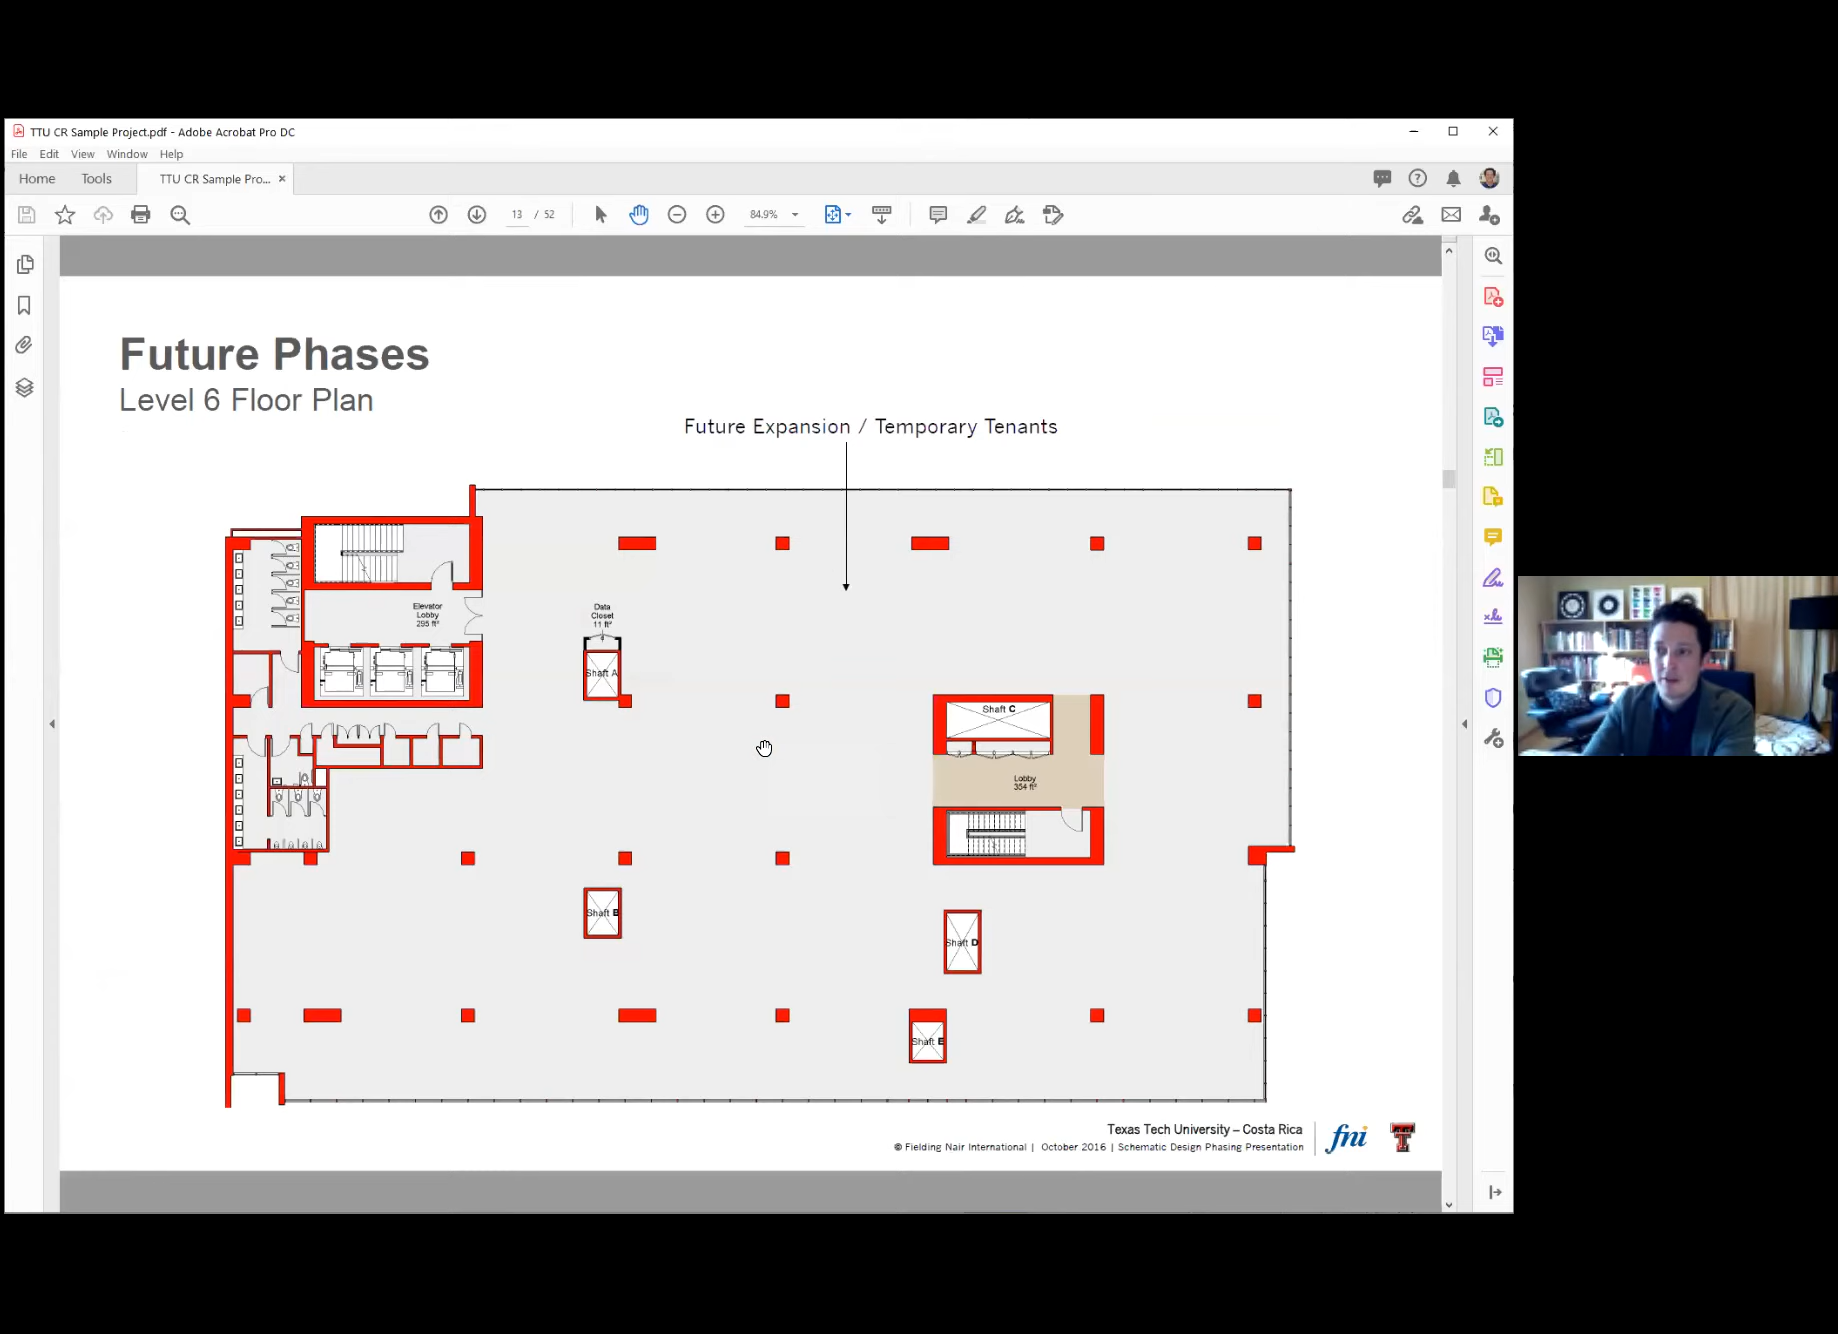 TTU CR Sample Project.pdf - Adobe Acrobat Pro DC
File Edit View Window Help
Home Tools TTU CR Sample Pro... ×
13 / 52 84.9%
Future Phases
Level 6 Floor Plan
Future Expansion / Temporary Tenants
Elevator
Lobby
295 ft²
Data
Closet
11 ft²
Shaft A
Shaft C
Lobby
354 ft²
Shaft B
Shaft D
Shaft E
Texas Tech University – Costa Rica
© Fielding Nair International | October 2016 | Schematic Design Phasing Presentation
fni
T